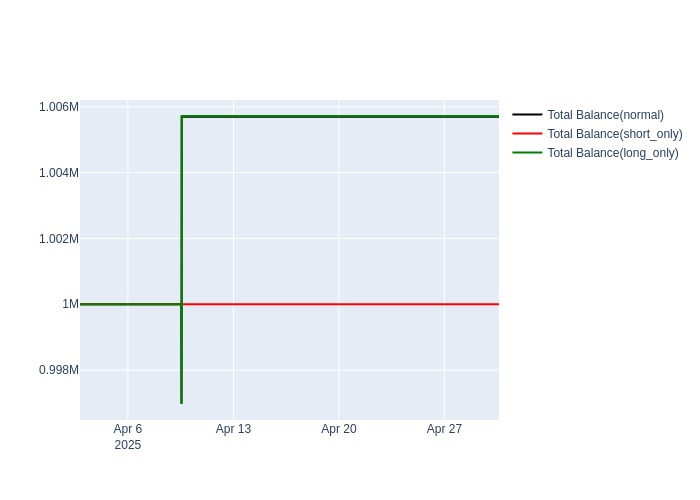 1.006M
1.004M
1.002M
1M
0.998M
Apr 6
2025
Apr 13
Apr 20
Apr 27
Total Balance(normal)
Total Balance(short_only)
Total Balance(long_only)